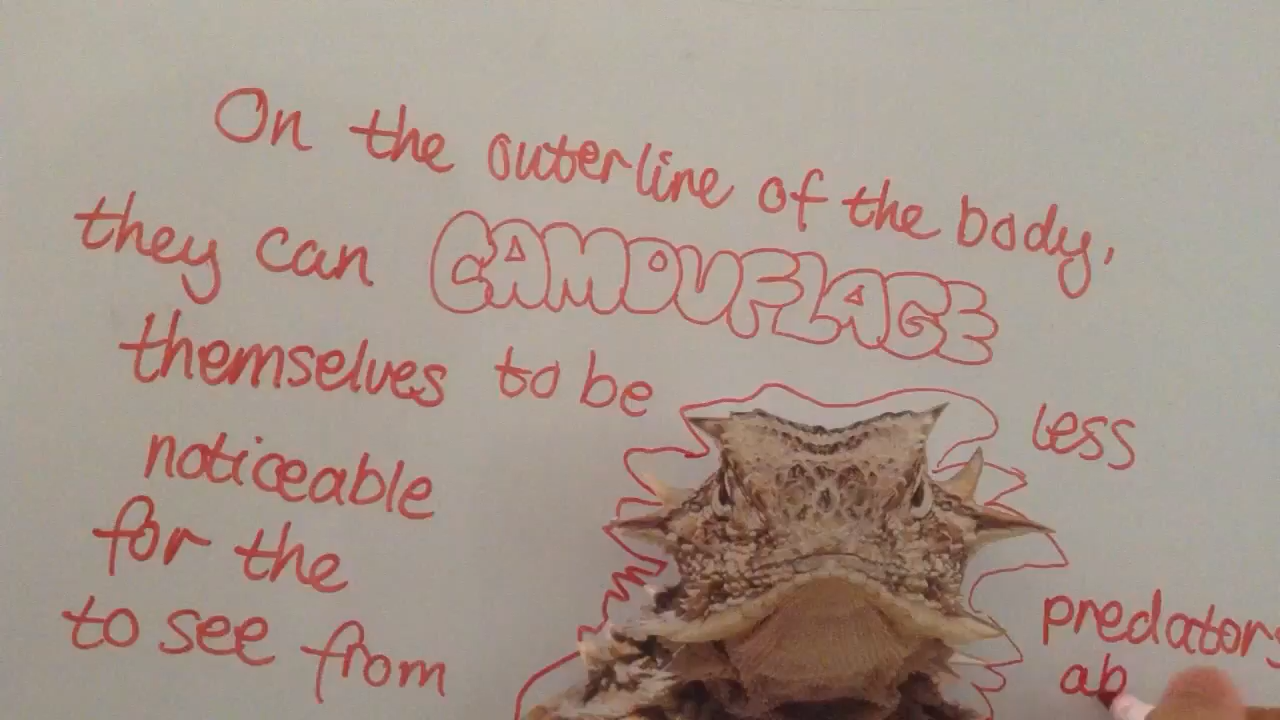 On the outerline of the body,
they can CAMOUFLAGE
themselves to be less
noticeable
for the predators
to see from ab